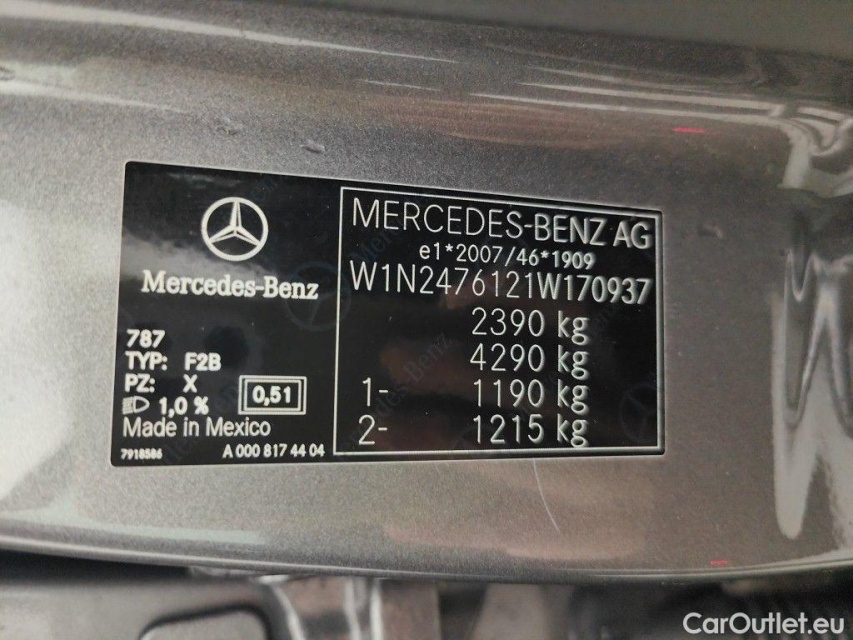 Mercedes-Benz
787
TYP: F2B
PZ: X
1,0 %
0,51
Made in Mexico
7918586
A 000 817 44 04
MERCEDES-BENZ AG
e1*2007/46*1909
W1N2476121W170937
2390 kg
4290 kg
1- 1190 kg
2- 1215 kg
CarOutlet.eu